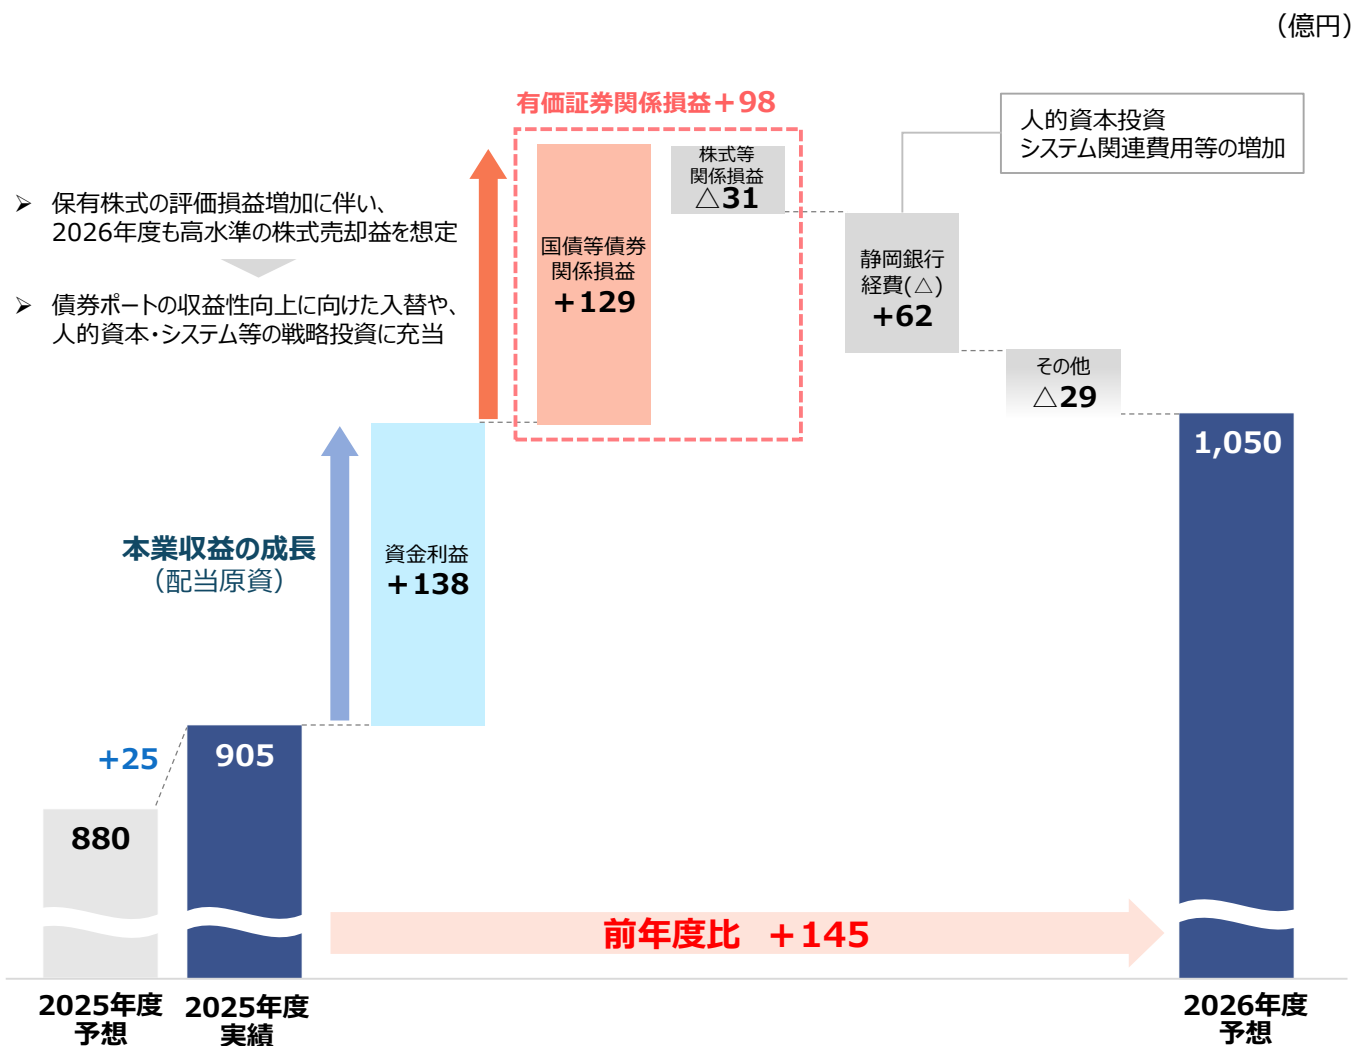 （億円）
有価証券関係損益＋98
人的資本投資
システム関連費用等の増加
➢ 保有株式の評価損益増加に伴い、
2026年度も高水準の株式売却益を想定
➢ 債券ポートの収益性向上に向けた入替や、
人的資本・システム等の戦略投資に充当
国債等債券
関係損益
＋129
株式等
関係損益
△31
静岡銀行
経費(△)
＋62
その他
△29
本業収益の成長
（配当原資）
資金利益
＋138
1,050
+25
905
880
前年度比 ＋145
2025年度
予想
2025年度
実績
2026年度
予想